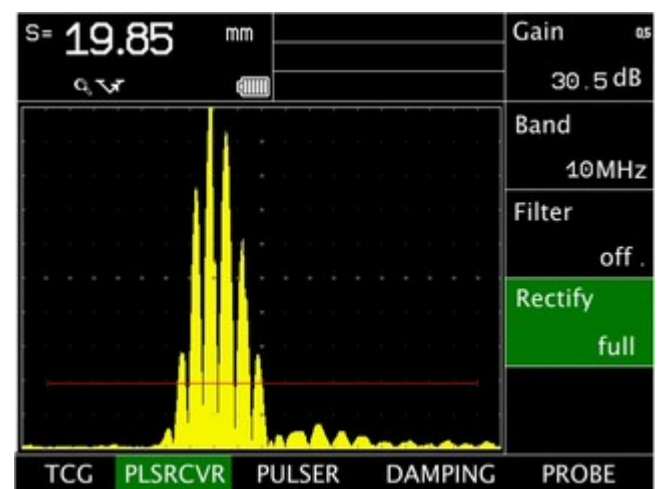 S= 19.85 mm
Gain 0,5
30.5 dB
Band
10MHz
Filter
off .
Rectify
full
TCG PLSRCVR PULSER DAMPING PROBE